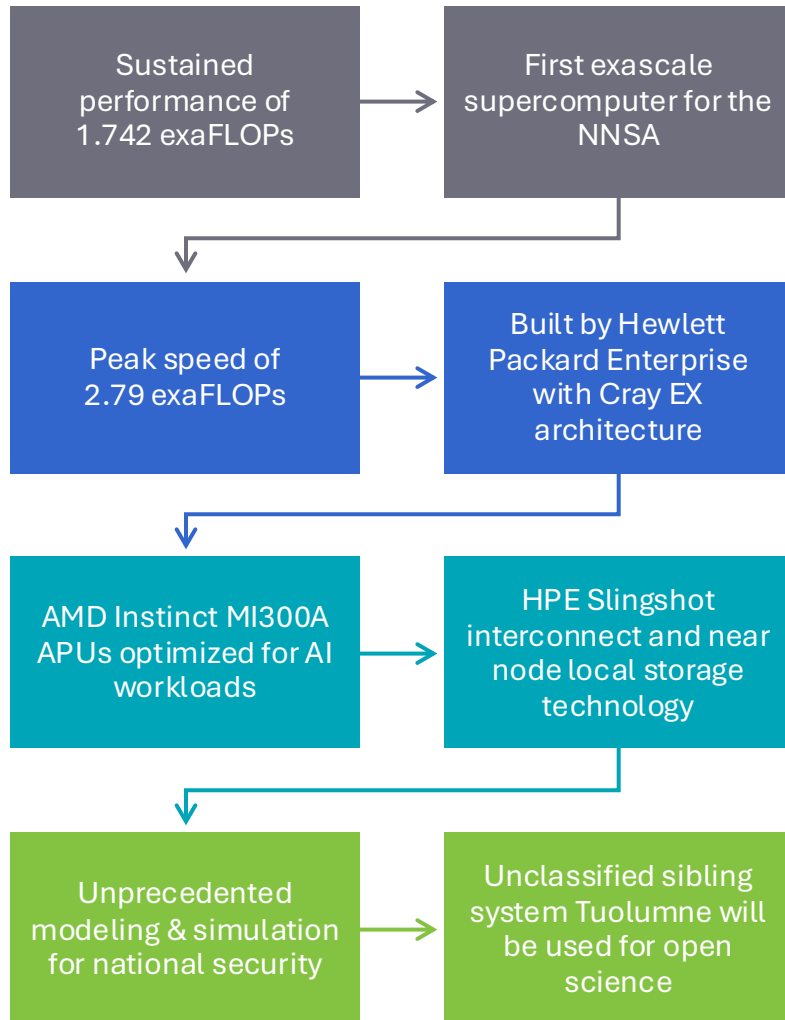 Sustained
performance of
1.742 exaFLOPs
First exascale
supercomputer for the
NNSA
Peak speed of
2.79 exaFLOPs
Built by Hewlett
Packard Enterprise
with Cray EX
architecture
AMD Instinct MI300A
APUs optimized for AI
workloads
HPE Slingshot
interconnect and near
node local storage
technology
Unprecedented
modeling & simulation
for national security
Unclassified sibling
system Tuolumne will
be used for open
science